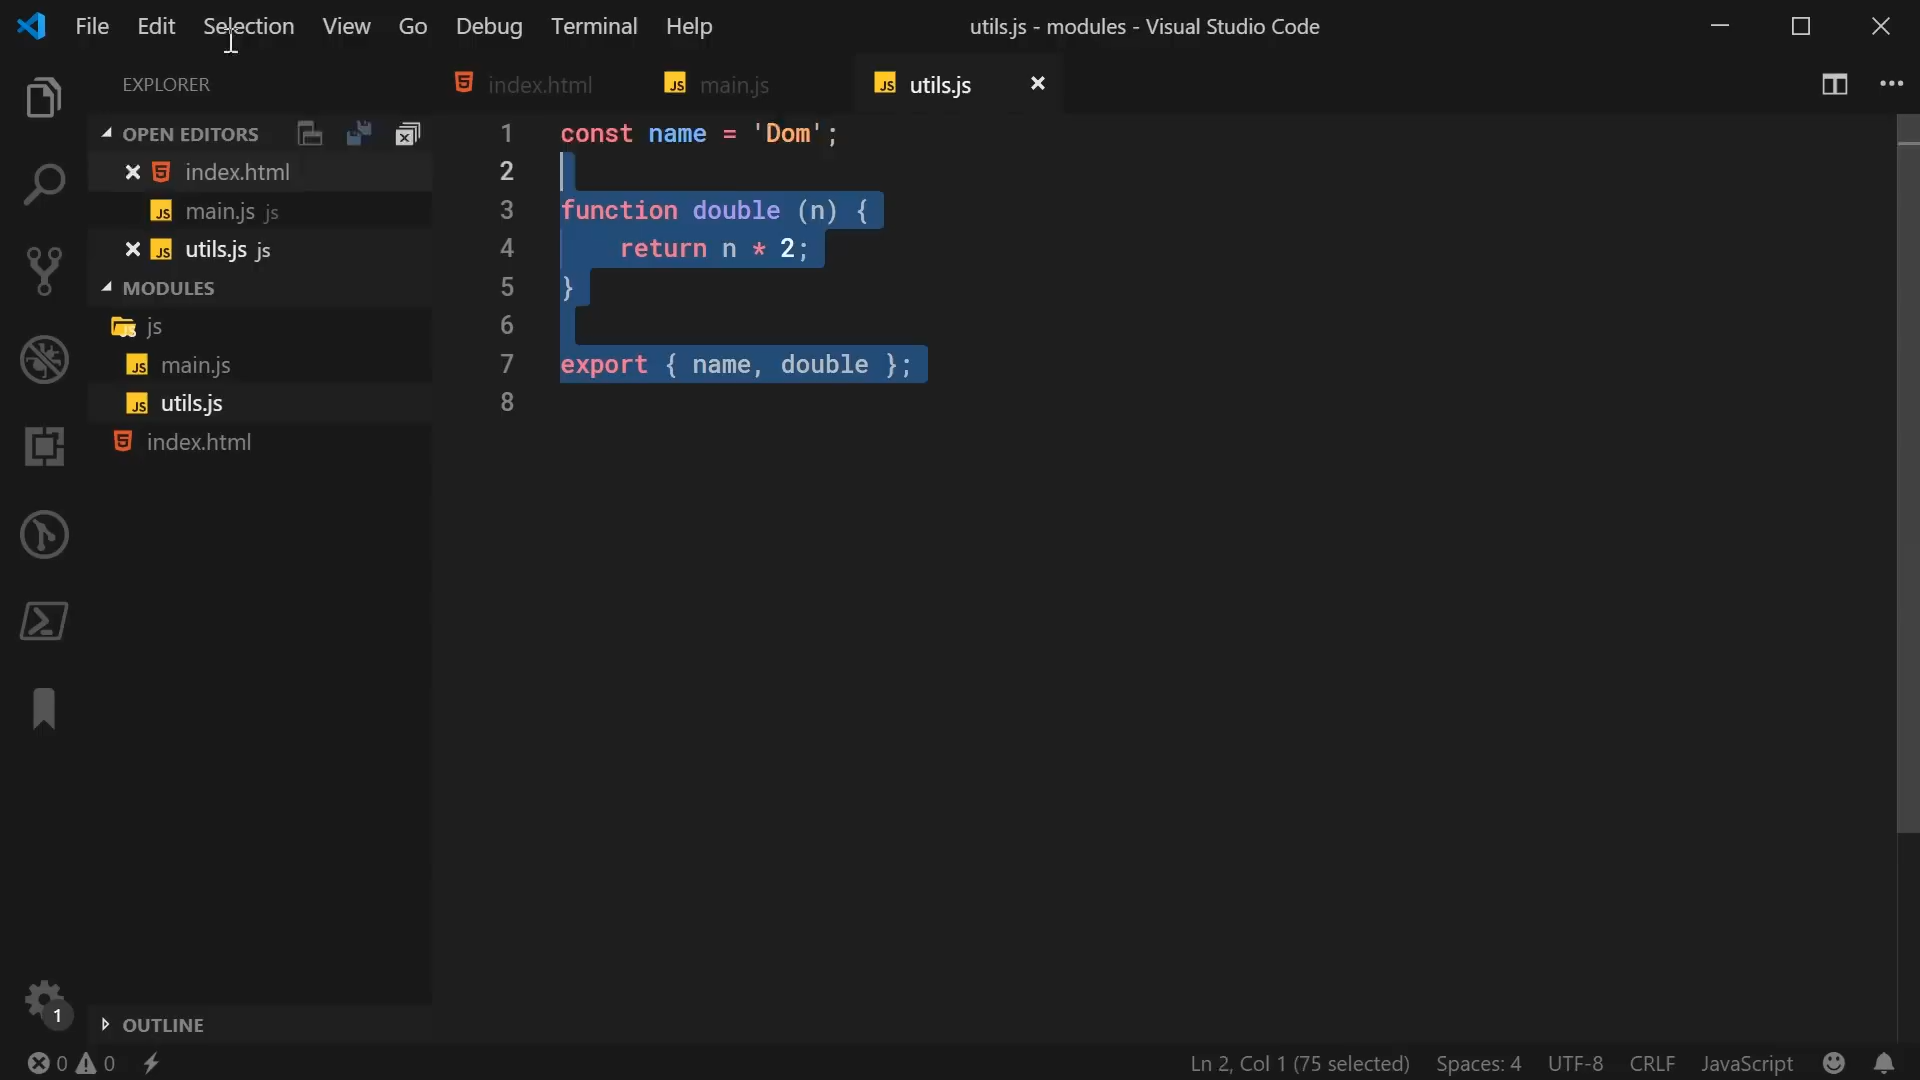 File Edit Selection View Go Debug Terminal Help
utils.js - modules - Visual Studio Code
EXPLORER
OPEN EDITORS
index.html
main.js js
utils.js js
MODULES
js
main.js
utils.js
index.html
OUTLINE
index.html main.js utils.js
1 const name = 'Dom';
2
3 function double (n) {
4 return n * 2;
5 }
6
7 export { name, double };
8
1
0 0
Ln 2, Col 1 (75 selected) Spaces: 4 UTF-8 CRLF JavaScript